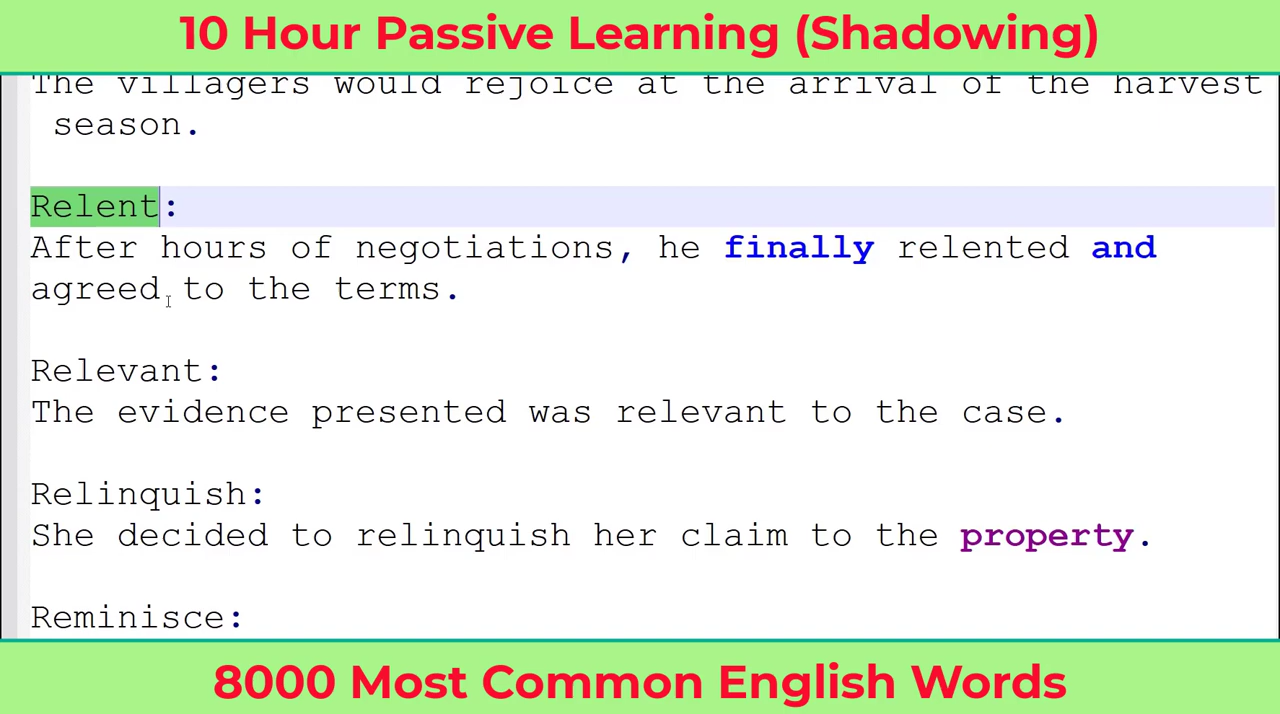 10 Hour Passive Learning (Shadowing)
The villagers would rejoice at the arrival of the harvest
season.
Relent:
After hours of negotiations, he finally relented and
agreed to the terms.
Relevant:
The evidence presented was relevant to the case.
Relinquish:
She decided to relinquish her claim to the property.
Reminisce:
8000 Most Common English Words